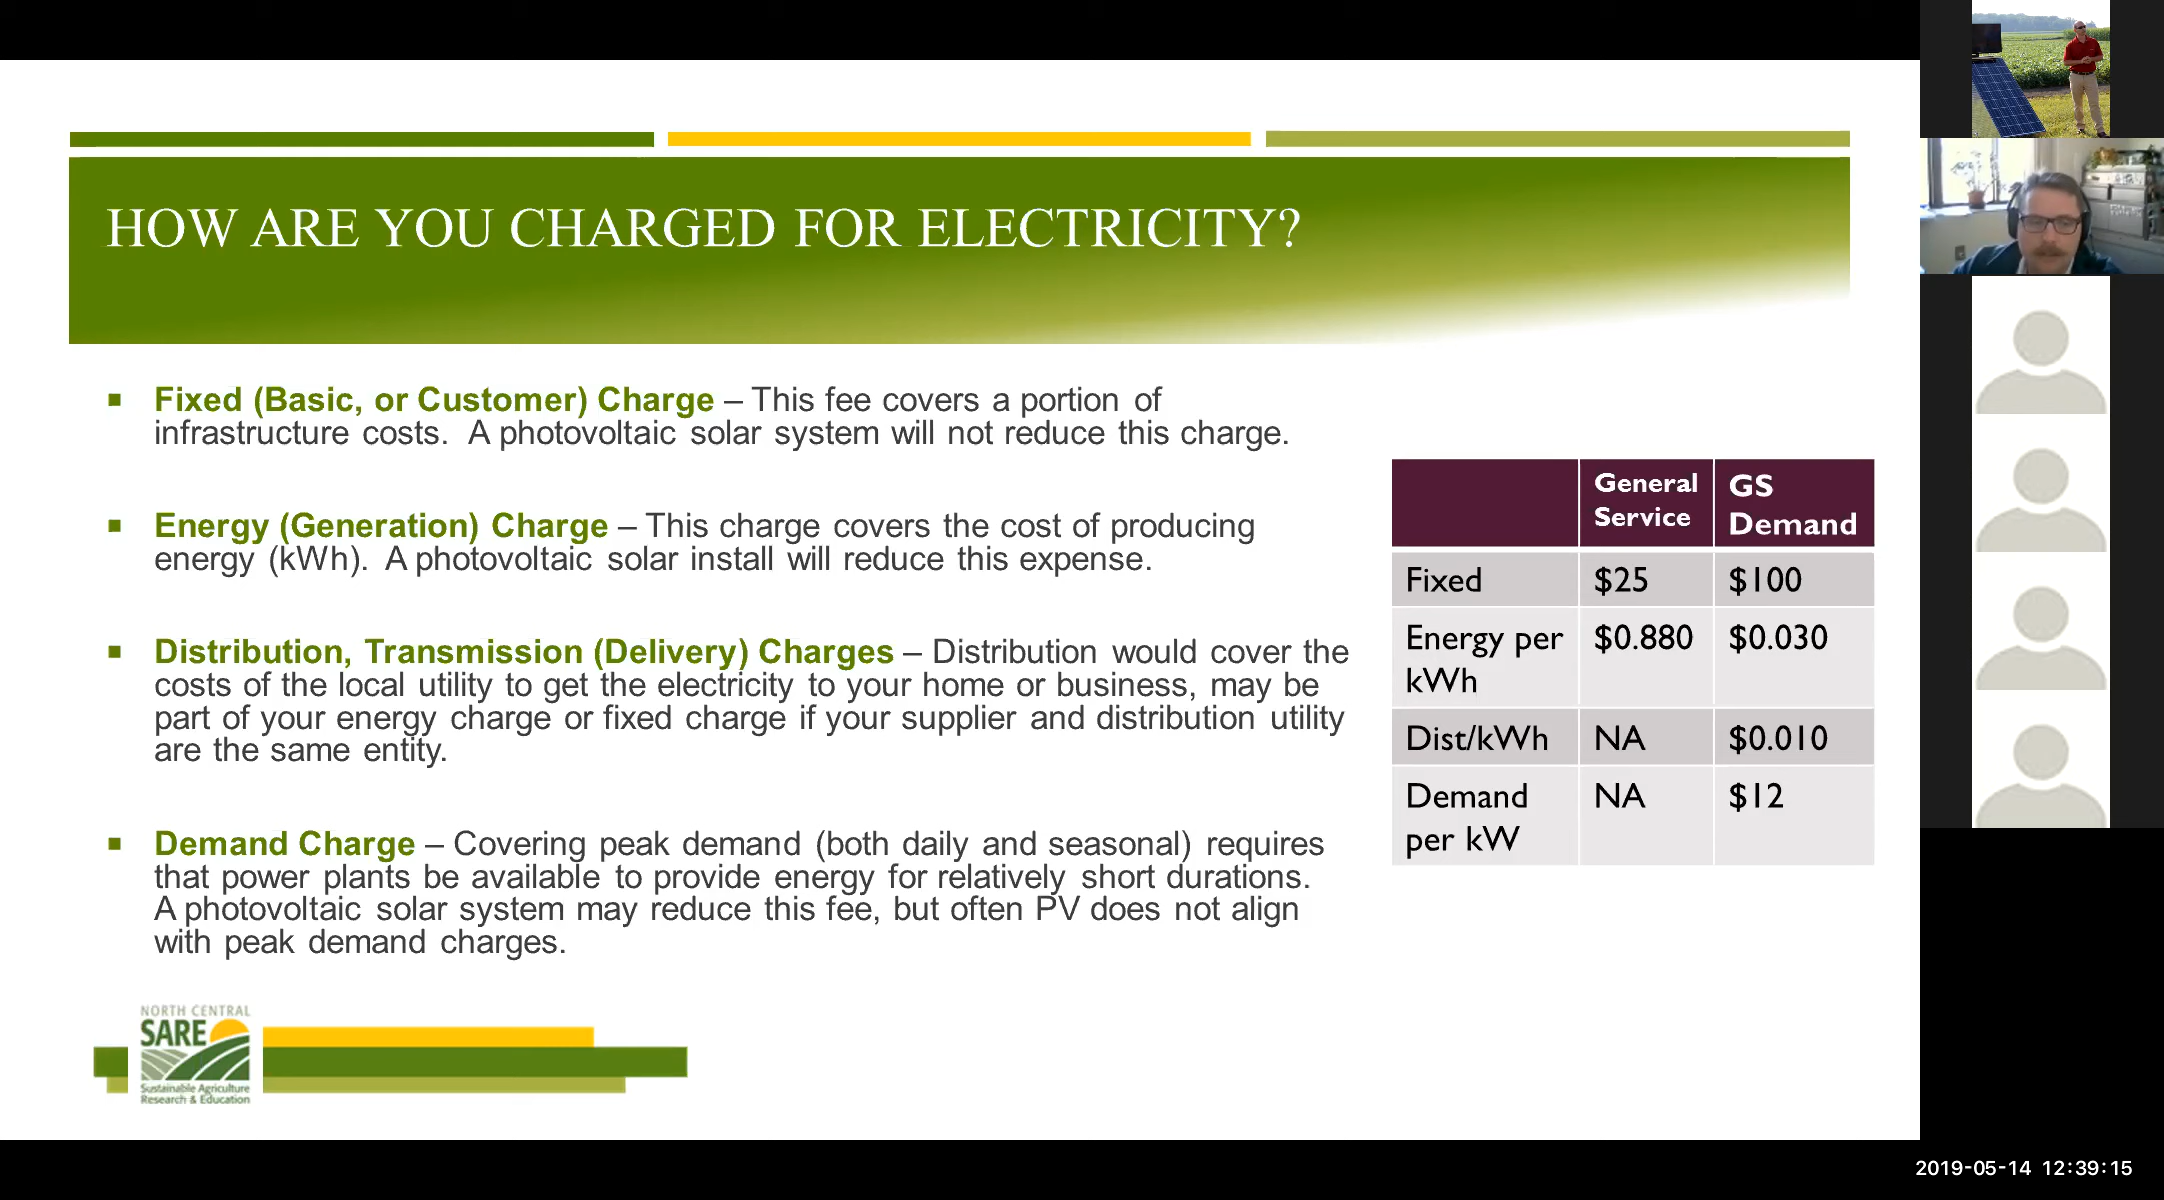 HOW ARE YOU CHARGED FOR ELECTRICITY?
Fixed (Basic, or Customer) Charge – This fee covers a portion of
infrastructure costs. A photovoltaic solar system will not reduce this charge.
Energy (Generation) Charge – This charge covers the cost of producing
energy (kWh). A photovoltaic solar install will reduce this expense.
Distribution, Transmission (Delivery) Charges – Distribution would cover the
costs of the local utility to get the electricity to your home or business, may be
part of your energy charge or fixed charge if your supplier and distribution utility
are the same entity.
Demand Charge – Covering peak demand (both daily and seasonal) requires
that power plants be available to provide energy for relatively short durations.
A photovoltaic solar system may reduce this fee, but often PV does not align
with peak demand charges.
General
Service
GS
Demand
Fixed $25 $100
Energy per $0.880 $0.030
kWh
Dist/kWh NA $0.010
Demand NA $12
per kW
NORTH CENTRAL
SARE
Sustainable Agriculture
Research & Education
2019-05-14 12:39:15